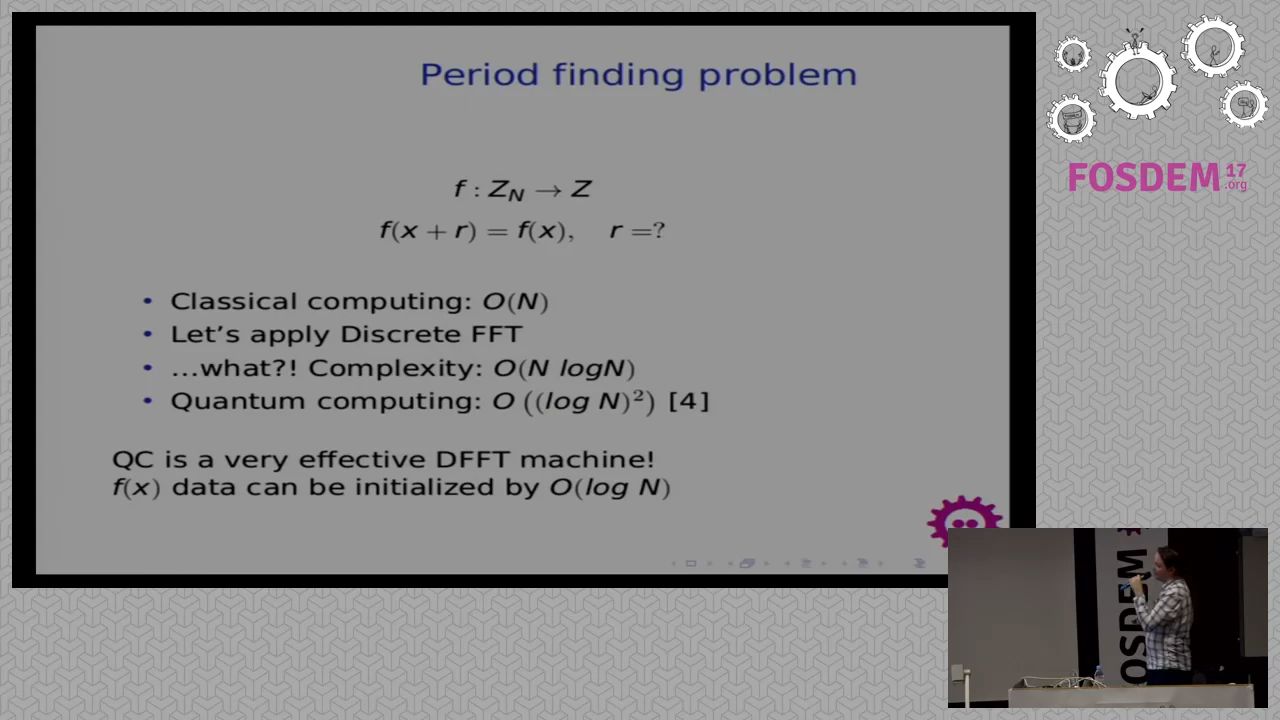 Period finding problem
f : Z_N → Z
f(x + r) = f(x), r =?
• Classical computing: O(N)
• Let's apply Discrete FFT
• ...what?! Complexity: O(N logN)
• Quantum computing: O ((log N)²) [4]
QC is a very effective DFFT machine!
f(x) data can be initialized by O(log N)
FOSDEM 17
.org
OSDEM